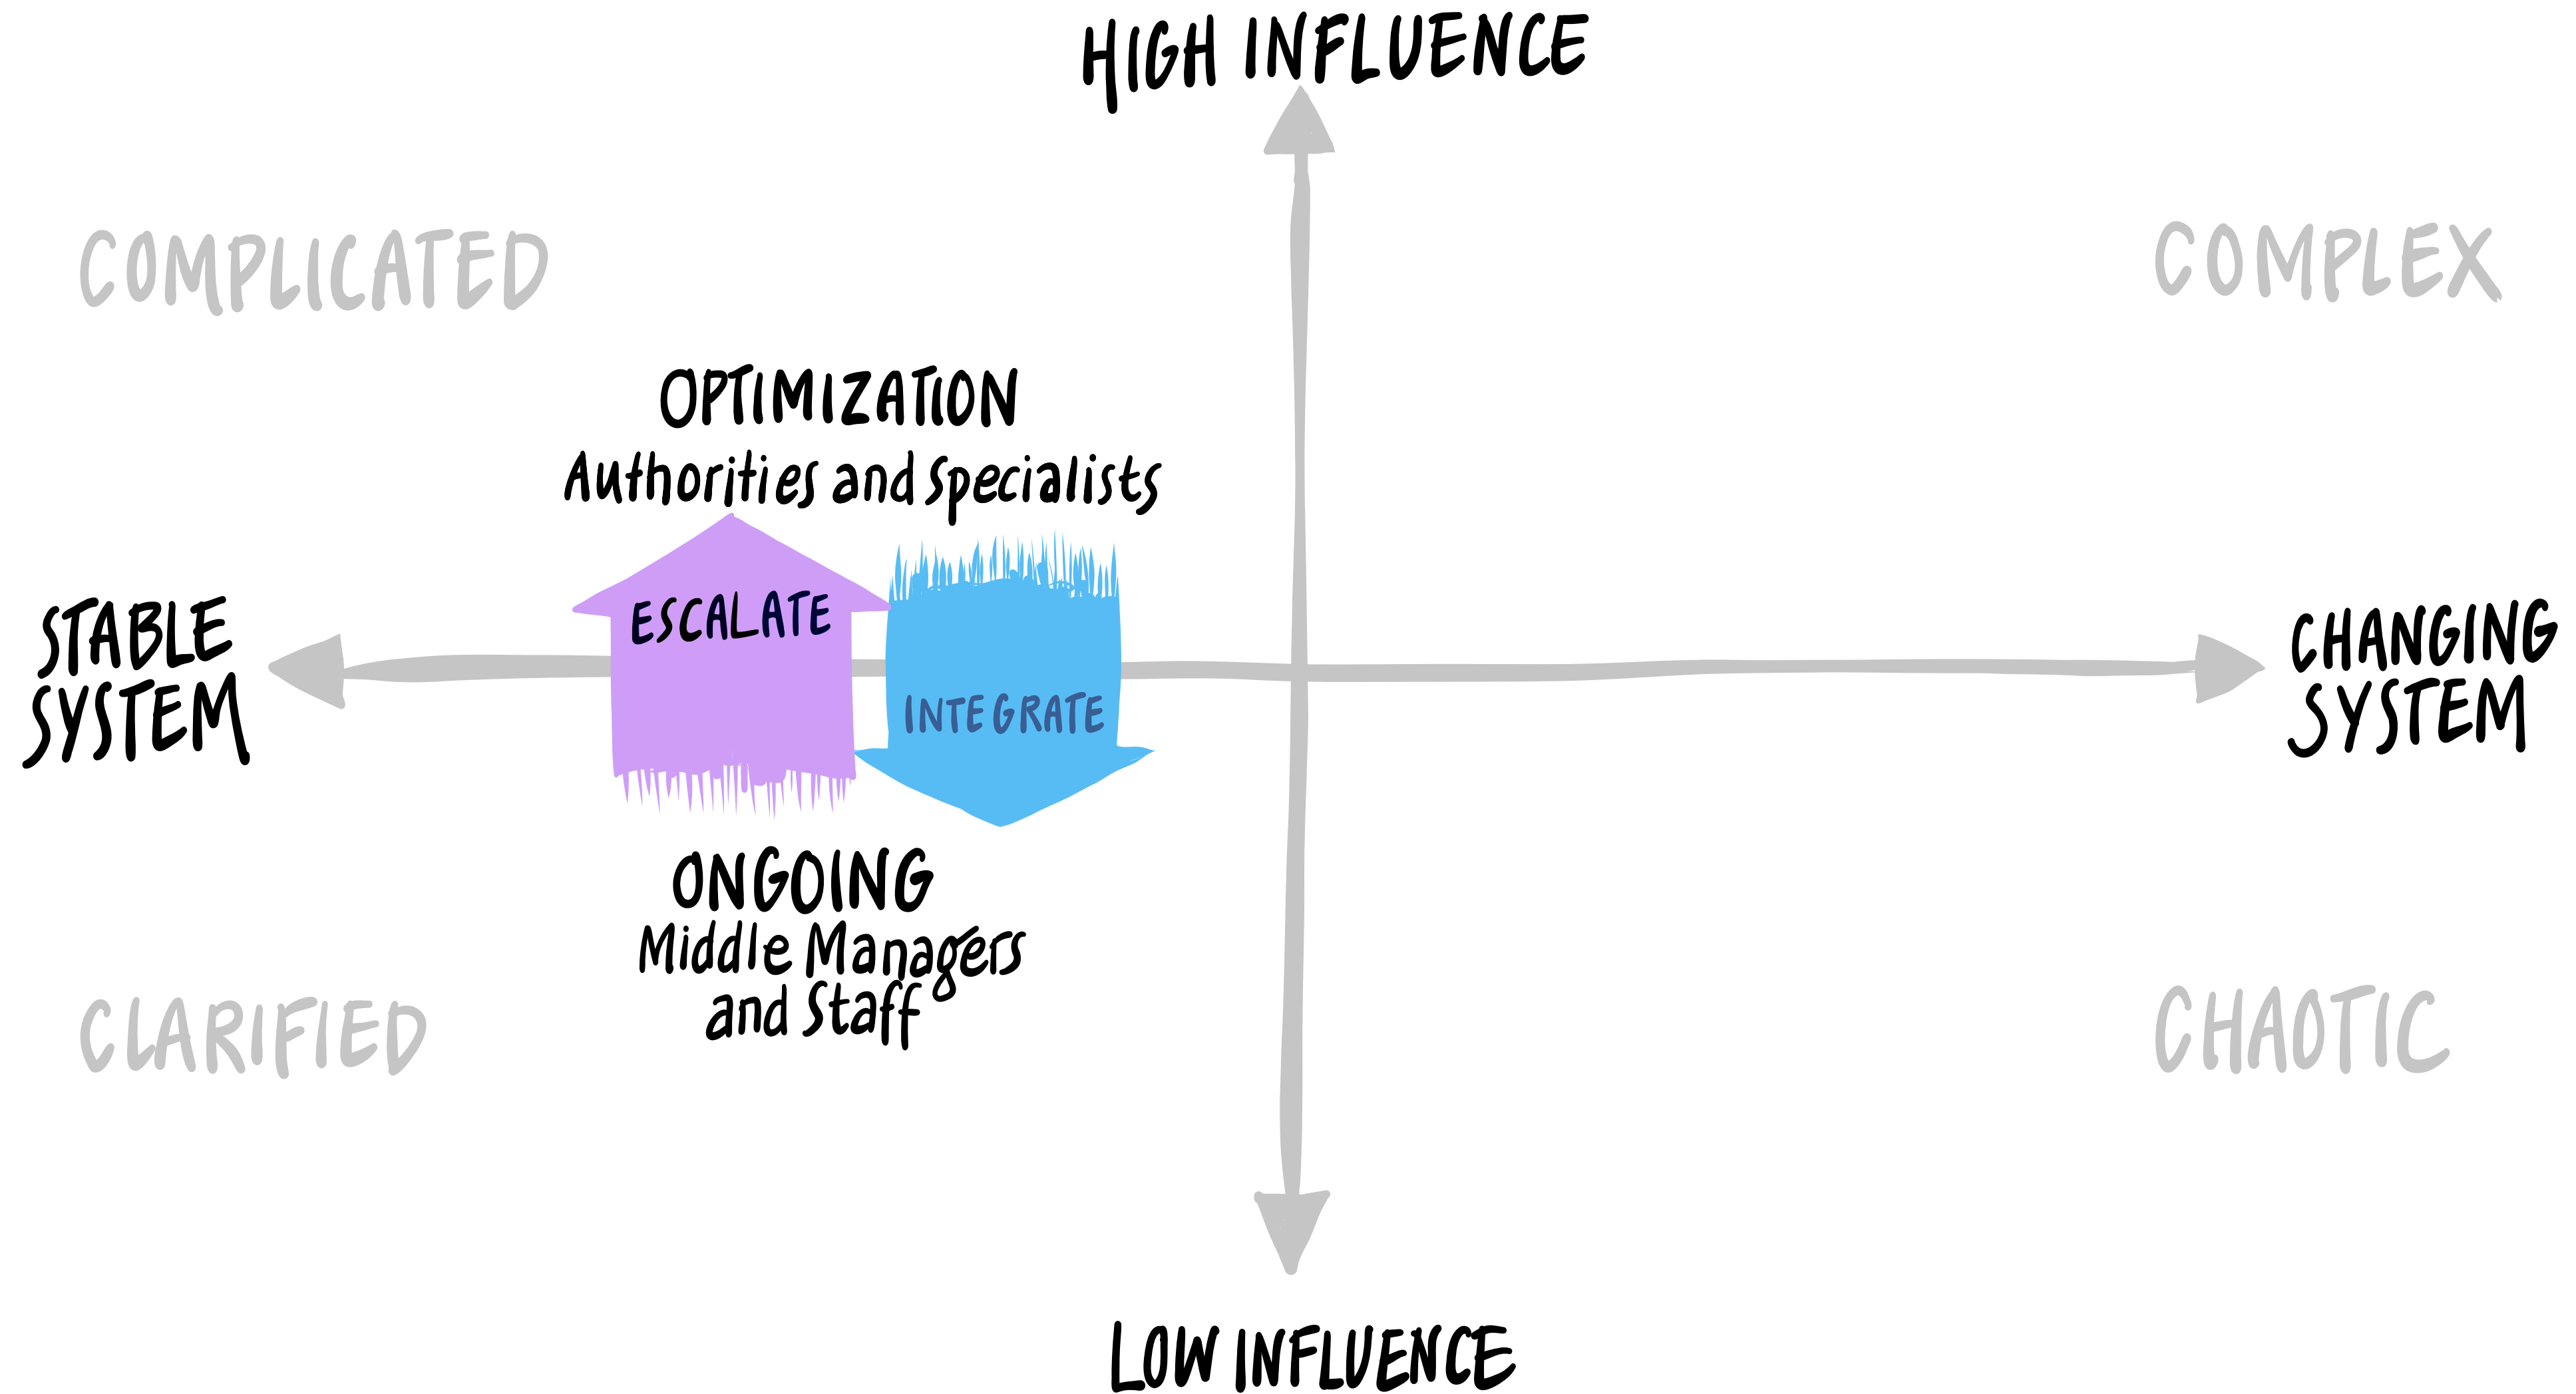 HIGH INFLUENCE
COMPLICATED
COMPLEX
OPTIMIZATION
Authorities and Specialists
ESCALATE
INTEGRATE
STABLE
SYSTEM
CHANGING
SYSTEM
ONGOING
Middle Managers
and Staff
CLARIFIED
CHAOTIC
LOW INFLUENCE